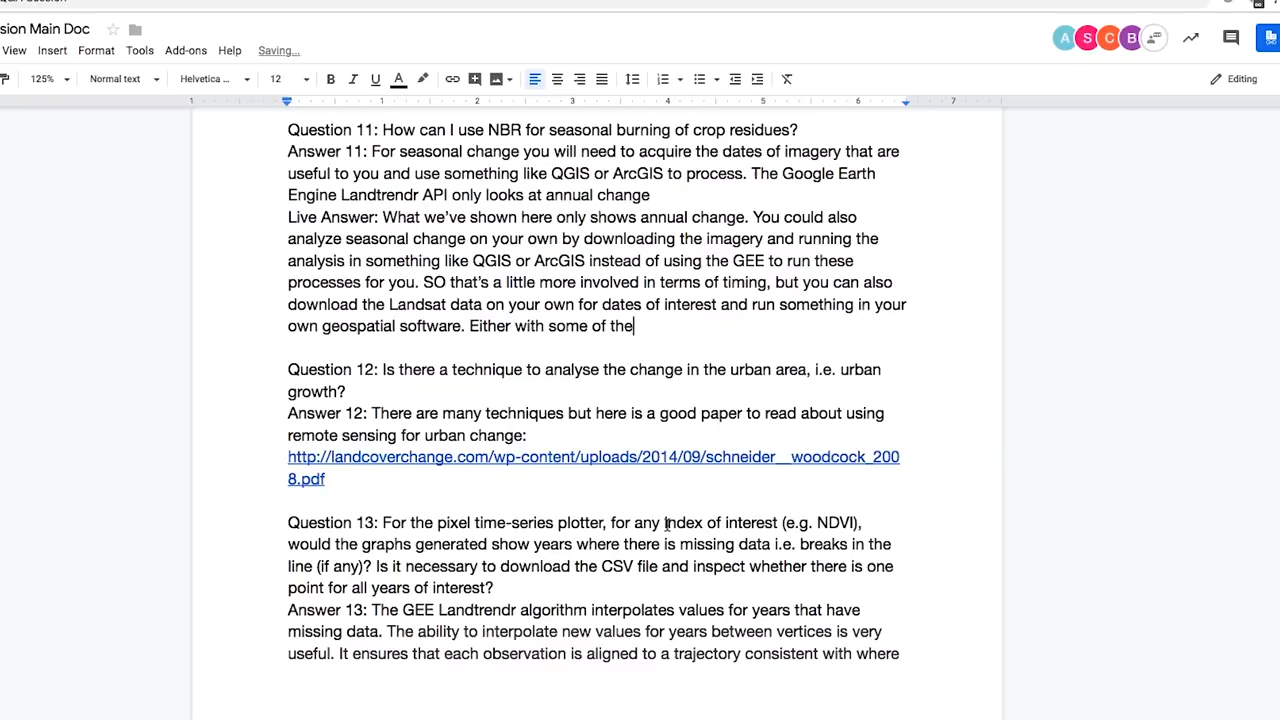 sion Main Doc
View Insert Format Tools Add-ons Help Saving...
A S C B
125% Normal text Helvetica ... 12 B I U A Editing
1 1 2 3 4 5 6 7
Question 11: How can I use NBR for seasonal burning of crop residues?
Answer 11: For seasonal change you will need to acquire the dates of imagery that are
useful to you and use something like QGIS or ArcGIS to process. The Google Earth
Engine Landtrendr API only looks at annual change
Live Answer: What we've shown here only shows annual change. You could also
analyze seasonal change on your own by downloading the imagery and running the
analysis in something like QGIS or ArcGIS instead of using the GEE to run these
processes for you. SO that's a little more involved in terms of timing, but you can also
download the Landsat data on your own for dates of interest and run something in your
own geospatial software. Either with some of the
Question 12: Is there a technique to analyse the change in the urban area, i.e. urban
growth?
Answer 12: There are many techniques but here is a good paper to read about using
remote sensing for urban change:
http://landcoverchange.com/wp-content/uploads/2014/09/schneider__woodcock_200
8.pdf
Question 13: For the pixel time-series plotter, for any index of interest (e.g. NDVI),
would the graphs generated show years where there is missing data i.e. breaks in the
line (if any)? Is it necessary to download the CSV file and inspect whether there is one
point for all years of interest?
Answer 13: The GEE Landtrendr algorithm interpolates values for years that have
missing data. The ability to interpolate new values for years between vertices is very
useful. It ensures that each observation is aligned to a trajectory consistent with where